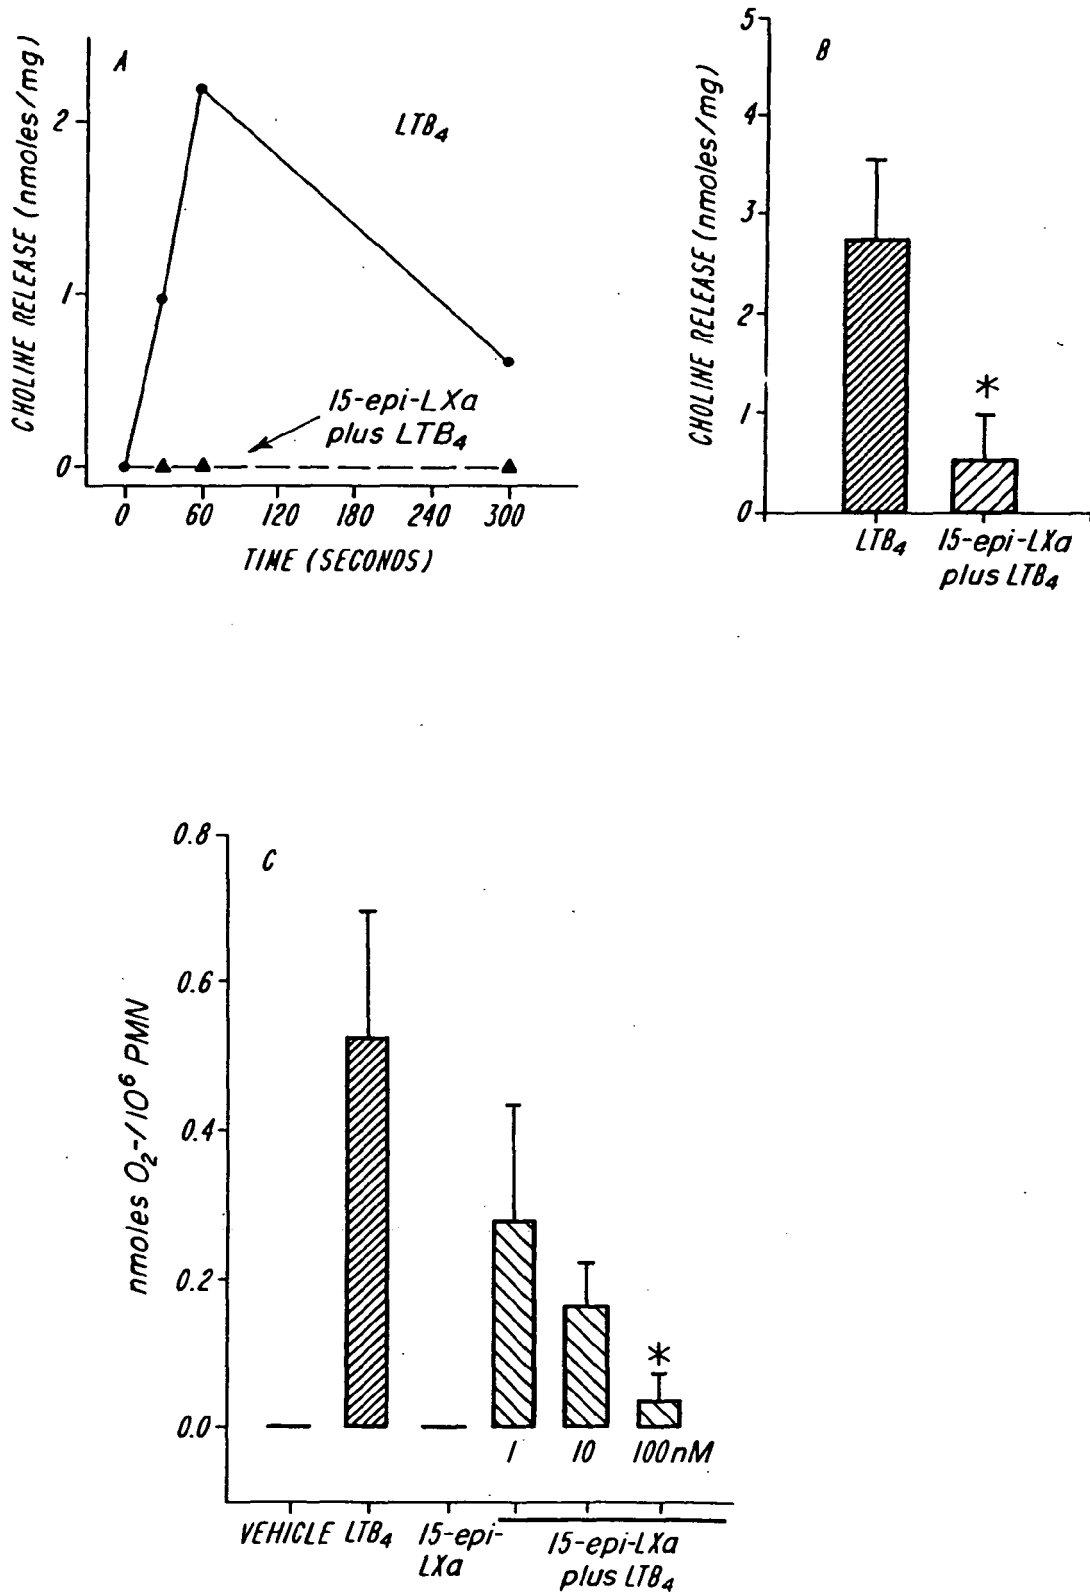 A
CHOLINE RELEASE (nmoles/mg)
2
1
0
LTB₄
15-epi-LXa
plus LTB₄
0 60 120 180 240 300
TIME (SECONDS)
B
CHOLINE RELEASE (nmoles/mg)
5
4
3
2
1
0
*
LTB₄
15-epi-LXa
plus LTB₄
C
nmoles O₂-/10⁶ PMN
0.8
0.6
0.4
0.2
0.0
*
1 10 100nM
VEHICLE LTB₄
15-epi-
LXa
15-epi-LXa
plus LTB₄